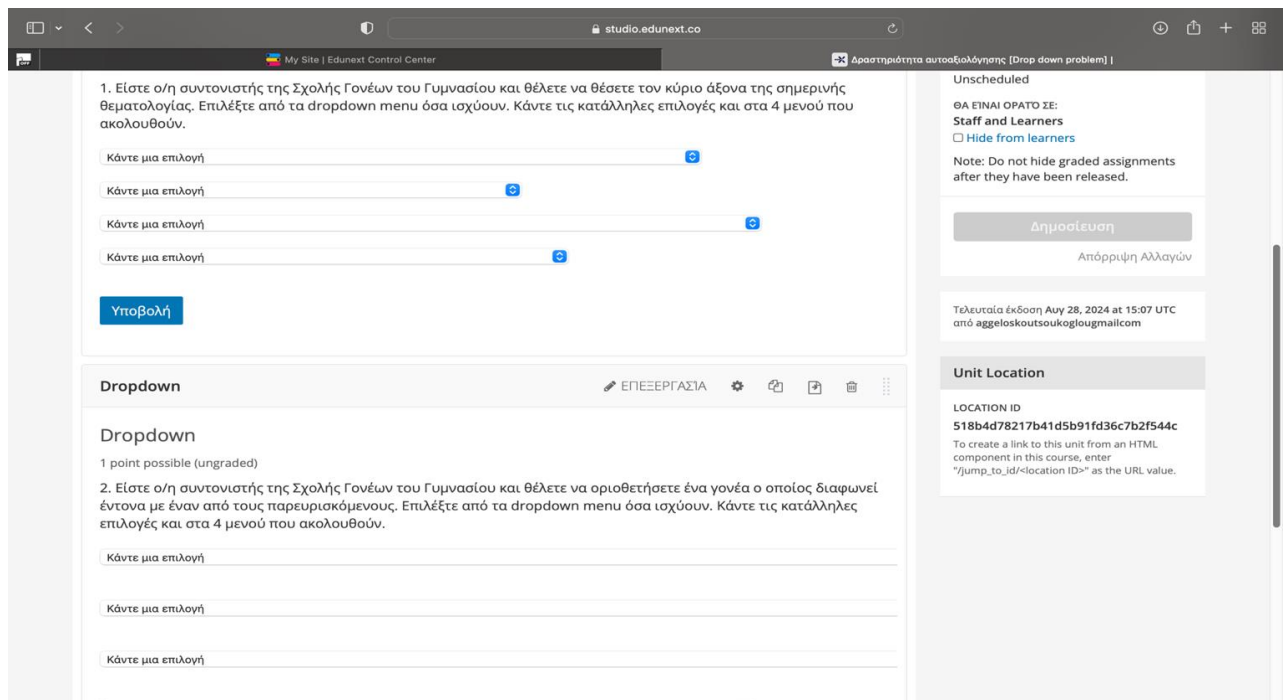 studio.edunext.co
OFF
My Site | Edunext Control Center
Δραστηριότητα αυτοαξιολόγησης [Drop down problem] |
1. Είστε ο/η συντονιστής της Σχολής Γονέων του Γυμνασίου και θέλετε να θέσετε τον κύριο άξονα της σημερινής
θεματολογίας. Επιλέξτε από τα dropdown menu όσα ισχύουν. Κάντε τις κατάλληλες επιλογές και στα 4 μενού που
ακολουθούν.
Κάντε μια επιλογή
Κάντε μια επιλογή
Κάντε μια επιλογή
Κάντε μια επιλογή
Υποβολή
Dropdown
ΕΠΕΞΕΡΓΑΣΊΑ
Dropdown
1 point possible (ungraded)
2. Είστε ο/η συντονιστής της Σχολής Γονέων του Γυμνασίου και θέλετε να οριοθετήσετε ένα γονέα ο οποίος διαφωνεί
έντονα με έναν από τους παρευρισκόμενους. Επιλέξτε από τα dropdown menu όσα ισχύουν. Κάντε τις κατάλληλες
επιλογές και στα 4 μενού που ακολουθούν.
Κάντε μια επιλογή
Κάντε μια επιλογή
Κάντε μια επιλογή
Unscheduled
ΘΑ ΕΊΝΑΙ ΟΡΑΤΌ ΣΕ:
Staff and Learners
Hide from learners
Note: Do not hide graded assignments
after they have been released.
Δημοσίευση
Απόρριψη Αλλαγών
Τελευταία έκδοση Αυγ 28, 2024 at 15:07 UTC
από aggeloskoutsoukoglougmailcom
Unit Location
LOCATION ID
518b4d78217b41d5b91fd36c7b2f544c
To create a link to this unit from an HTML
component in this course, enter
"/jump_to_id/<location ID>" as the URL value.